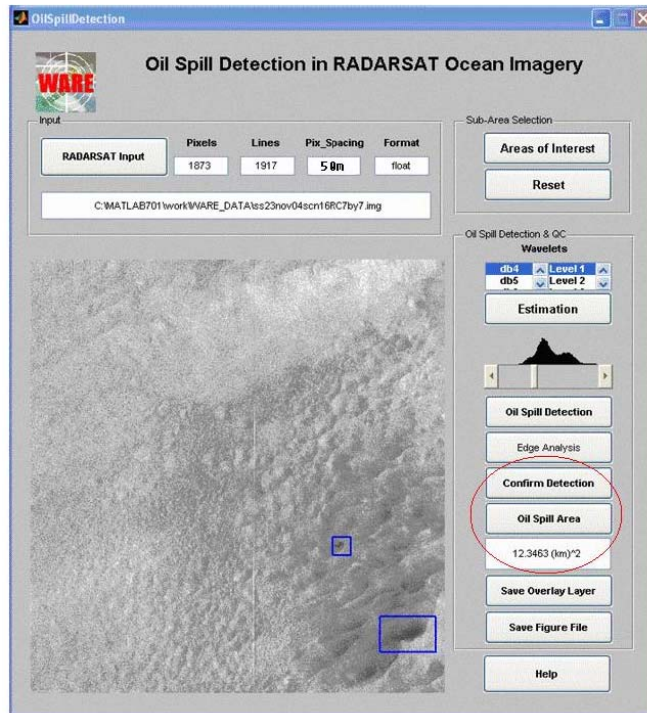 OilSpillDetection
WARE
Oil Spill Detection in RADARSAT Ocean Imagery
Input
RADARSAT Input
Pixels Lines Pix_Spacing Format
1873 1917 50m float
C:\MATLAB701\work\WARE_DATA\ss23nov04scn16RC7by7.img
Sub-Area Selection
Areas of Interest
Reset
Oil Spill Detection & QC
Wavelets
db4 Level 1
db5 Level 2
Estimation
Oil Spill Detection
Edge Analysis
Confirm Detection
Oil Spill Area
12.3463 (km)^2
Save Overlay Layer
Save Figure File
Help